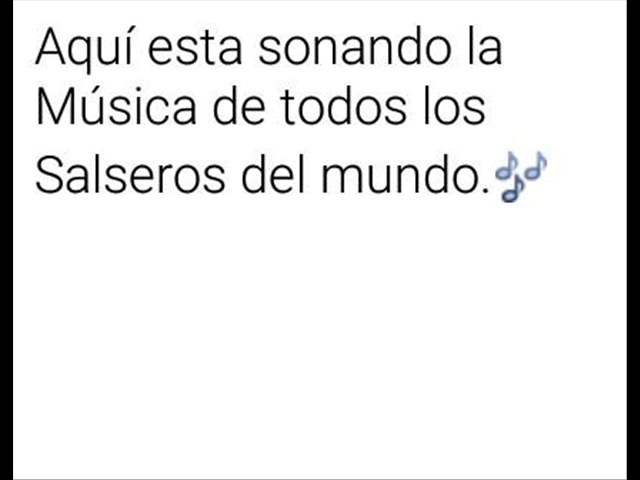 Aquí esta sonando la
Música de todos los
Salseros del mundo.🎶